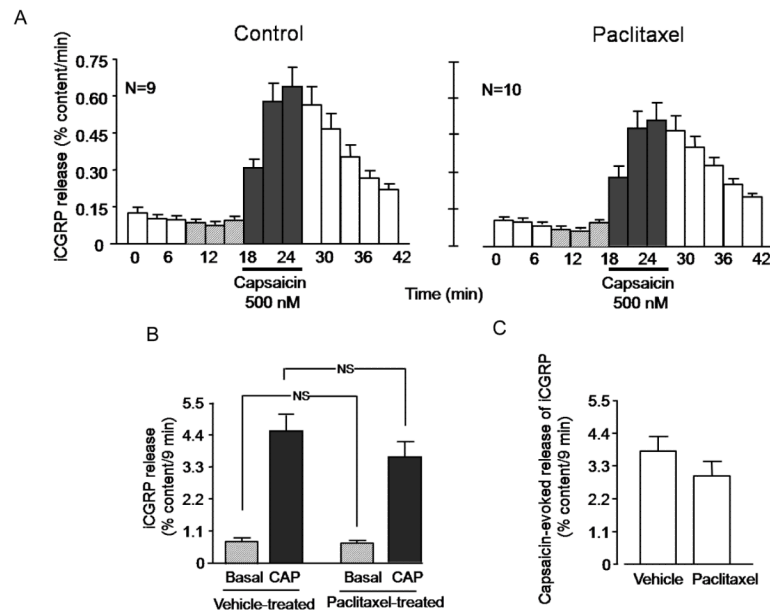 A
Control
Paclitaxel
iCGRP release (% content/min)
0.75
0.60
0.45
0.30
0.15
0
N=9
N=10
0 6 12 18 24 30 36 42
0 6 12 18 24 30 36 42
Capsaicin
500 nM
Time (min)
Capsaicin
500 nM
B
iCGRP release
(% content/9 min)
5.5
4.4
3.3
2.2
1.1
0
NS
NS
Basal CAP
Basal CAP
Vehicle-treated
Paclitaxel-treated
C
Capsaicin-evoked release of iCGRP
(% content/9 min)
5.5
4.4
3.3
2.2
1.1
0
Vehicle Paclitaxel